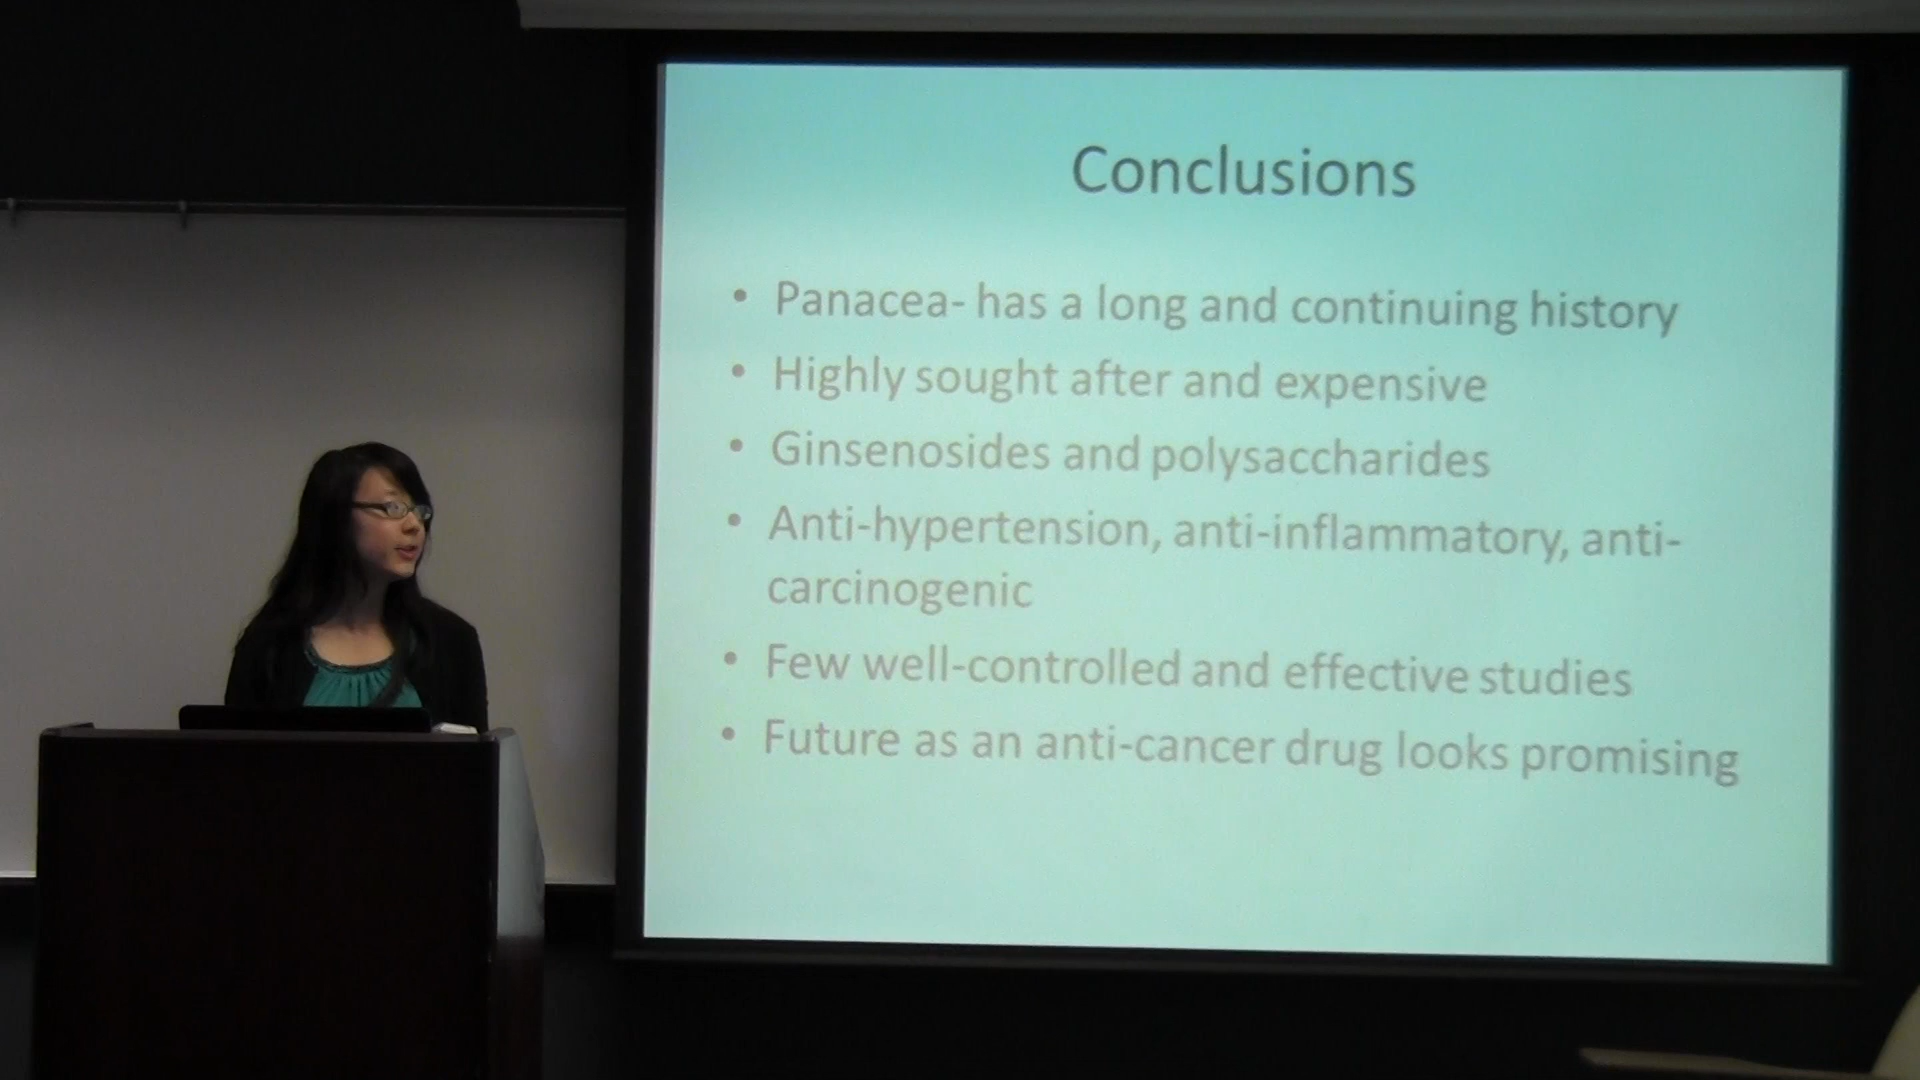 Conclusions
• Panacea- has a long and continuing history
• Highly sought after and expensive
• Ginsenosides and polysaccharides
• Anti-hypertension, anti-inflammatory, anti-
carcinogenic
• Few well-controlled and effective studies
• Future as an anti-cancer drug looks promising